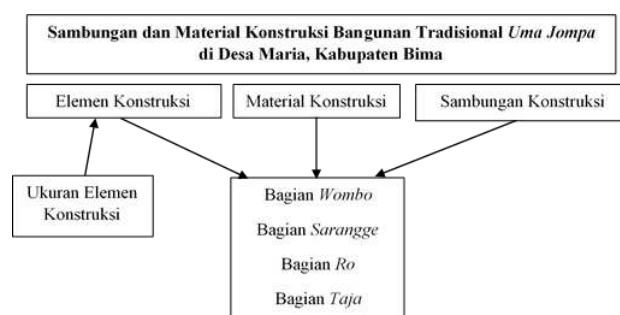 Sambungan dan Material Konstruksi Bangunan Tradisional Uma Jompa
di Desa Maria, Kabupaten Bima
Elemen Konstruksi
Material Konstruksi
Sambungan Konstruksi
Ukuran Elemen
Konstruksi
Bagian Wombo
Bagian Sarangge
Bagian Ro
Bagian Taja